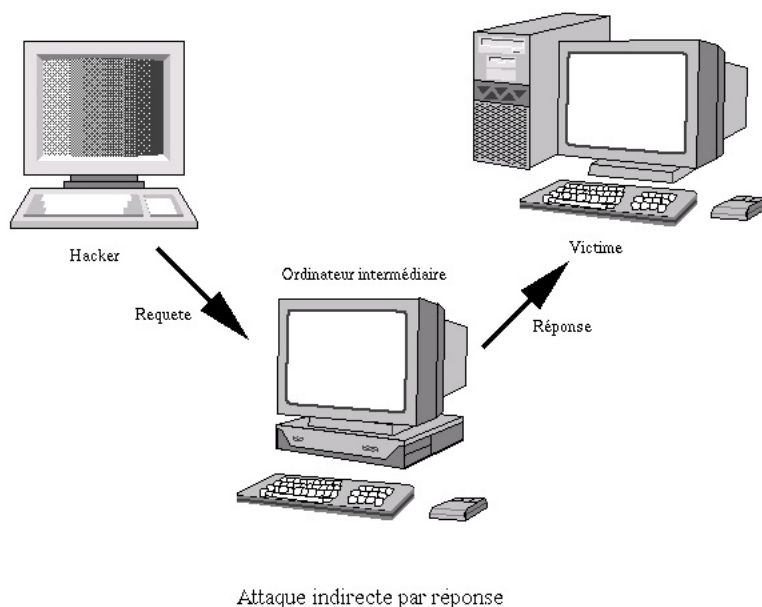 Hacker
Victime
Ordinateur intermédiaire
Requete
Réponse
Attaque indirecte par réponse